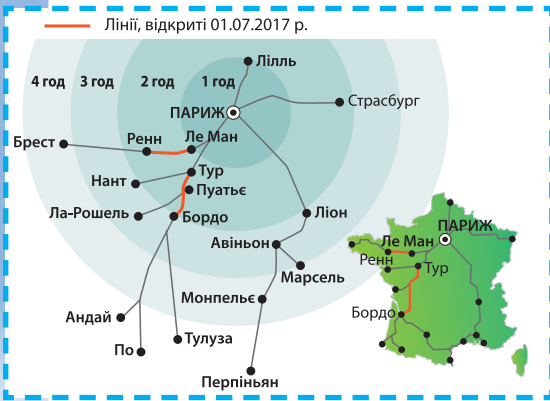 Лінії, відкриті 01.07.2017 р.
4 год 3 год 2 год 1 год
Лілль
Страсбург
ПАРИЖ
Брест
Ренн
Ле Ман
Тур
Нант
Пуатьє
Ла-Рошель
Бордо
Ліон
Авіньон
Марсель
Монпельє
Андай
По
Тулуза
Перпіньян
ПАРИЖ
Ле Ман
Ренн
Тур
Бордо